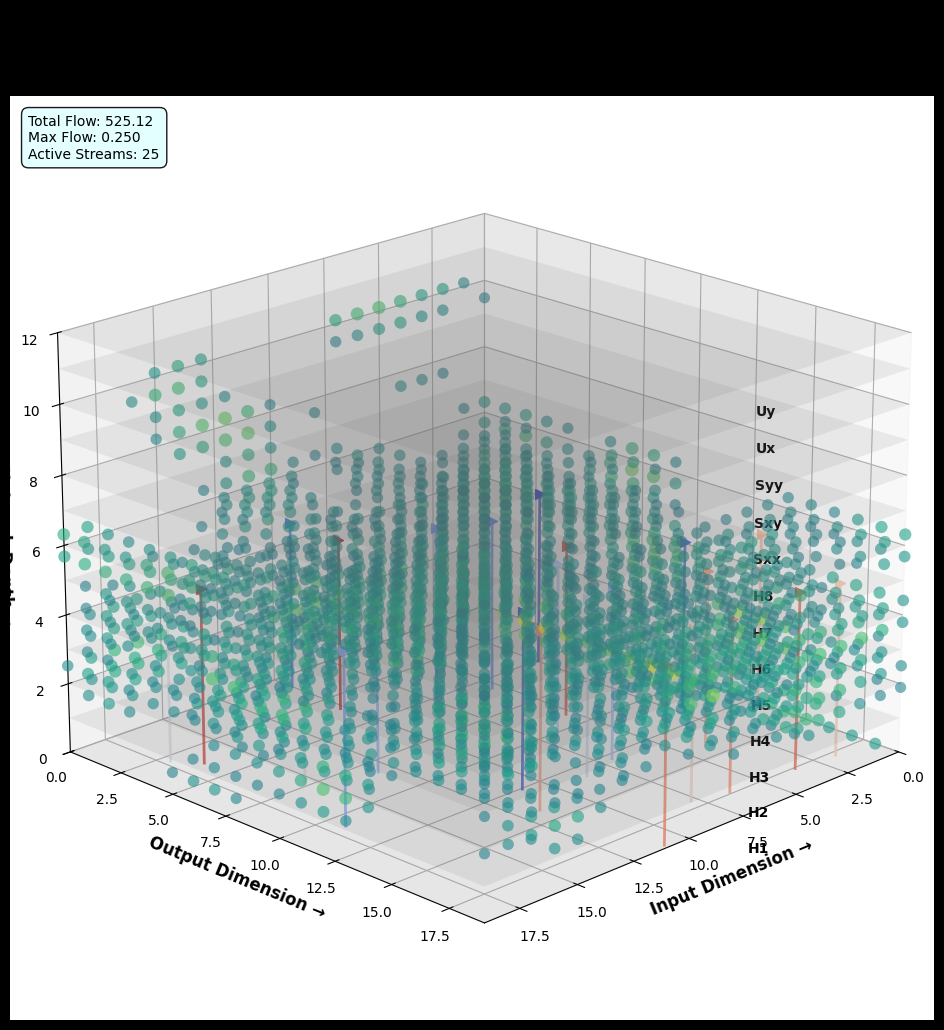 Total Flow: 525.12
Max Flow: 0.250
Active Streams: 25
12
10
8
6
4
2
0
Uy
Ux
Syy
Sxy
Sxx
H8
H7
H6
H5
H4
H3
H2
H1
0.0
2.5
5.0
7.5
10.0
12.5
15.0
17.5
Output Dimension →
0.0
2.5
5.0
7.5
10.0
12.5
15.0
17.5
Input Dimension →